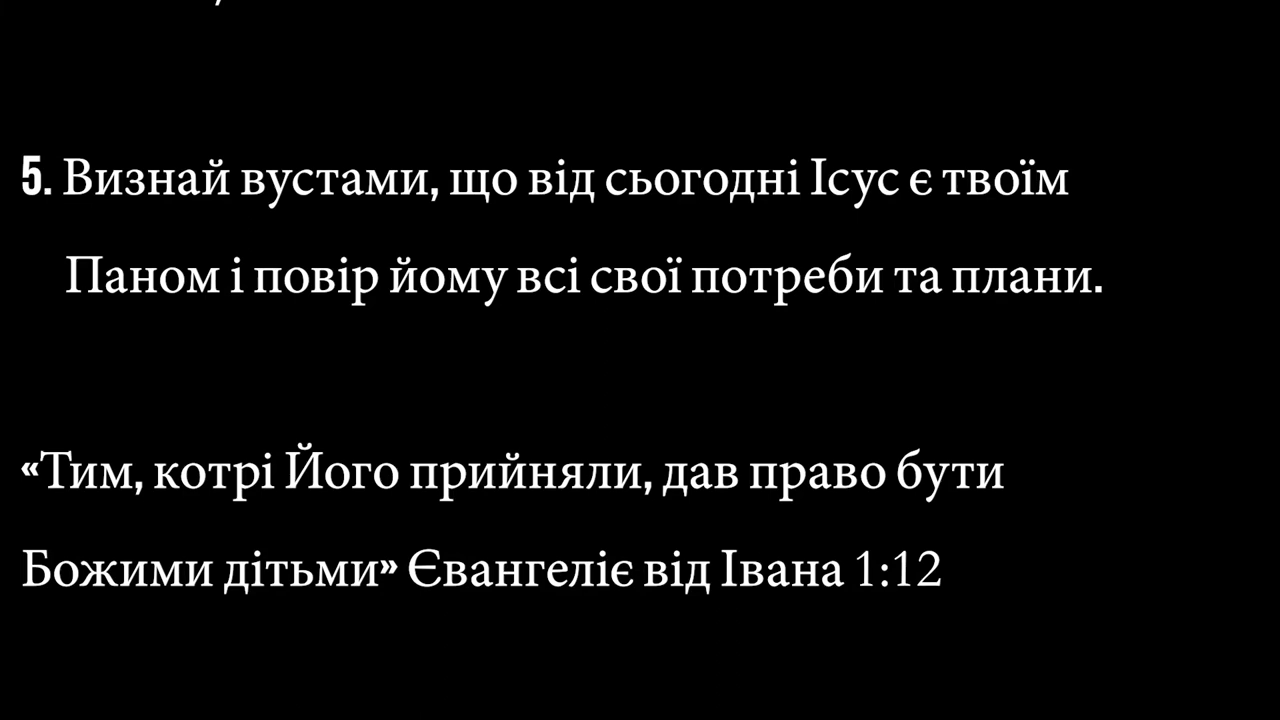 5. Визнай вустами, що від сьогодні Ісус є твоїм
Паном і повір йому всі свої потреби та плани.
«Тим, котрі Його прийняли, дав право бути
Божими дітьми» Євангеліє від Івана 1:12